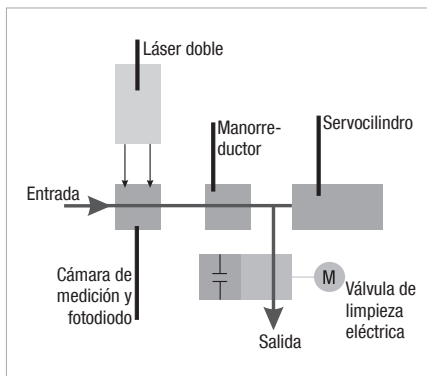 Láser doble
Manorre-
ductor
Servocilindro
Entrada
Cámara de
medición y
fotodiodo
M
Válvula de
limpieza
eléctrica
Salida